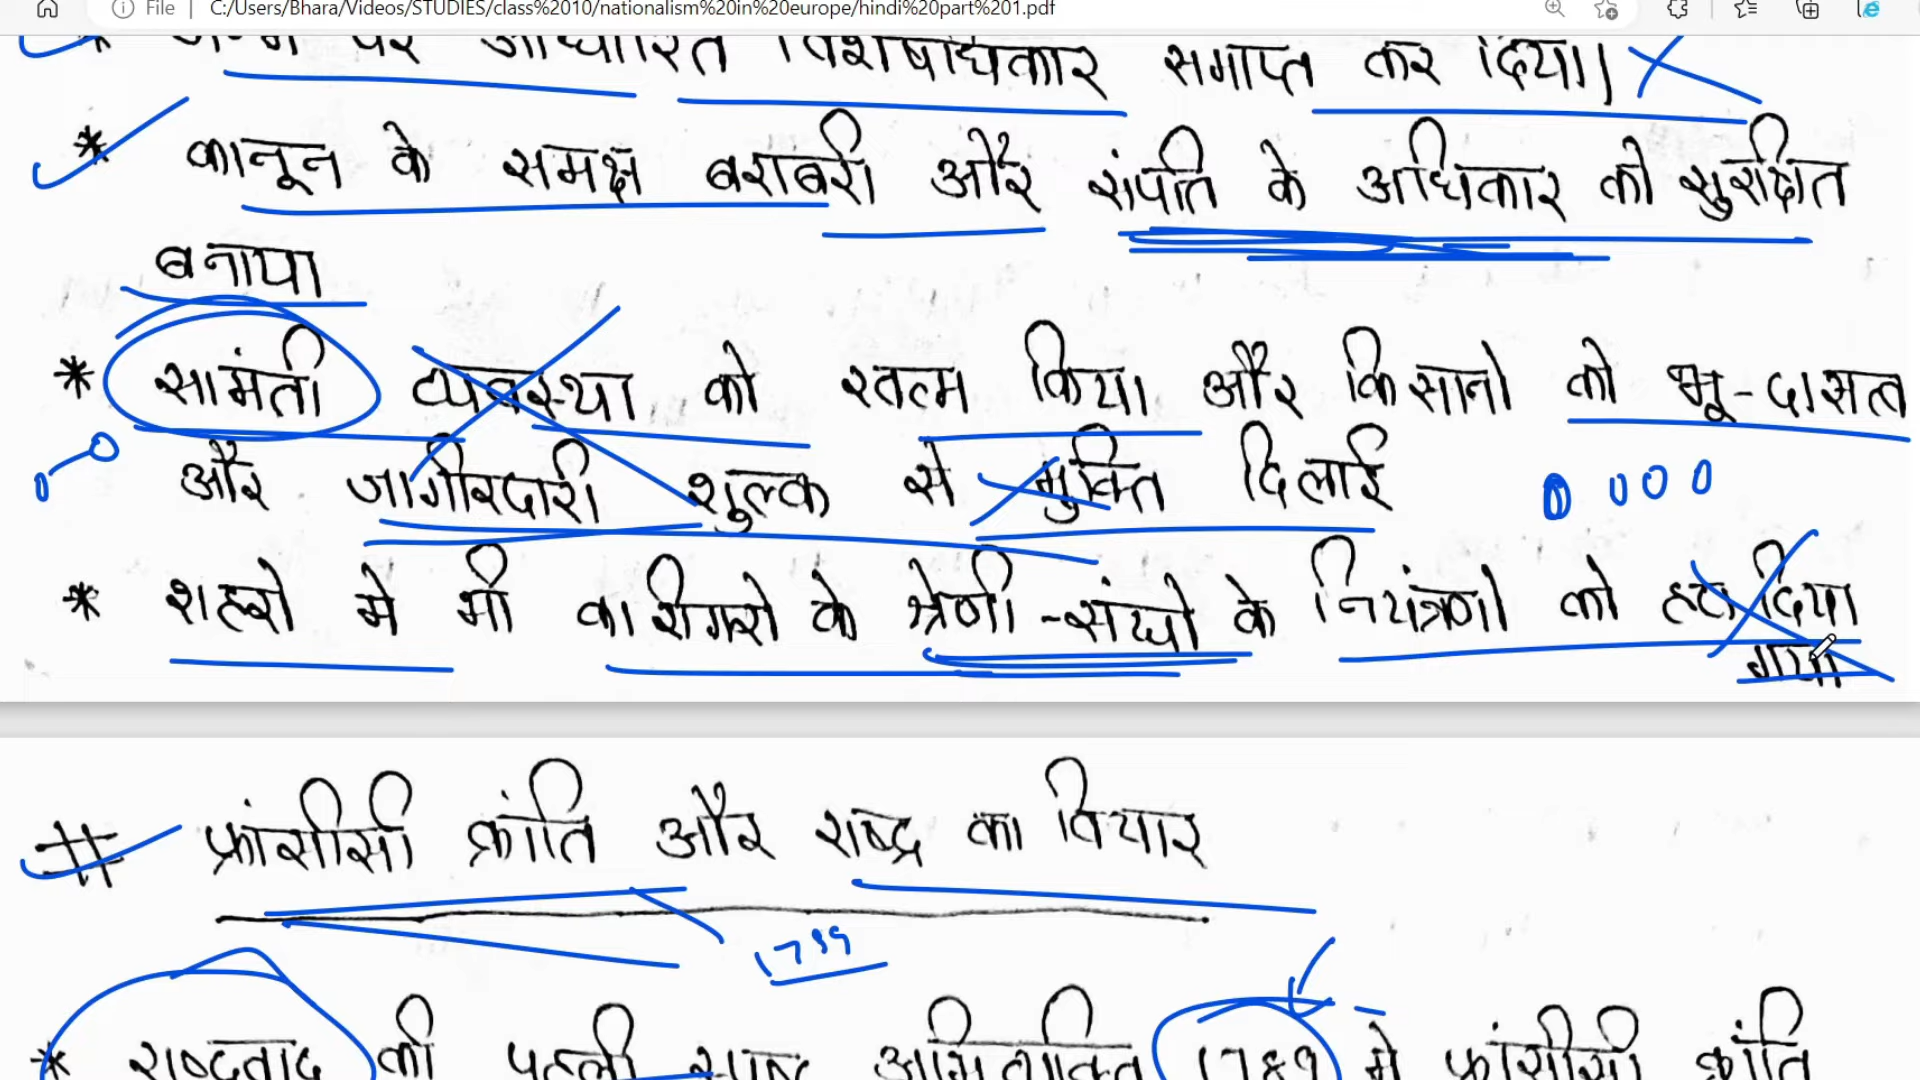 File | C:/Users/Bhara/Videos/STUDIES/class%2010/nationalism%20in%20europe/hindi%20part%201.pdf
* जन्म पर आधारित विशेषाधिकार समाप्त कर दिया।
* कानून के समक्ष बराबरी और संपति के अधिकार को सुरक्षित
बनाया
* सामंती व्यवस्था को खत्म किया और किसानो को भू-दासत्व
और जागीरदारी शुल्क से मुक्ति दिलाई
* शहरो मे भी कारीगरो के श्रेणी-संघो के नियंत्रणो को हटा दिया
गया
# फ्रांसीसी क्रांति और राष्ट्र का विचार
1789
* राष्ट्रवाद की पहली स्पष्ट अभिव्यक्ति 1789 मे फ्रांसीसी क्रांति